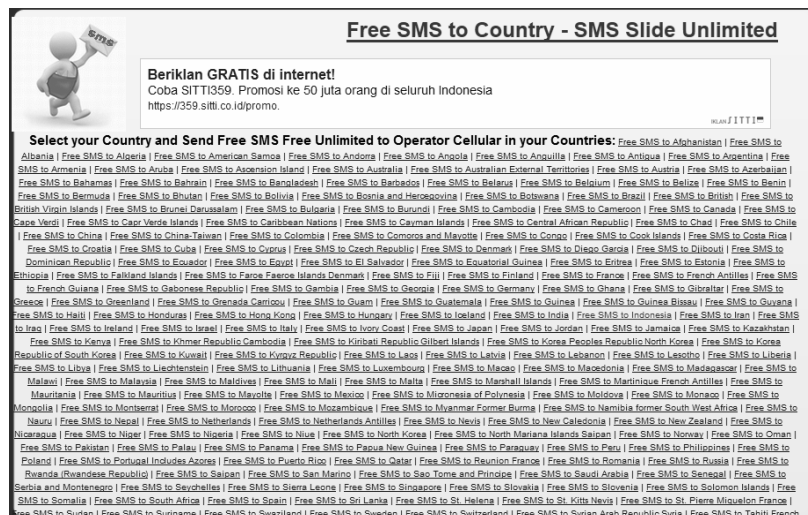 sms
Free SMS to Country - SMS Slide Unlimited
Beriklan GRATIS di internet!
Coba SITTI359. Promosi ke 50 juta orang di seluruh Indonesia
https://359.sitti.co.id/promo.
IKLAN SITTI
Select your Country and Send Free SMS Free Unlimited to Operator Cellular in your Countries: Free SMS to Afghanistan | Free SMS to
Albania | Free SMS to Algeria | Free SMS to American Samoa | Free SMS to Andorra | Free SMS to Angola | Free SMS to Anguilla | Free SMS to Antigua | Free SMS to Argentina | Free
SMS to Armenia | Free SMS to Aruba | Free SMS to Ascension Island | Free SMS to Australia | Free SMS to Australian External Territtories | Free SMS to Austria | Free SMS to Azerbaijan |
Free SMS to Bahamas | Free SMS to Bahrain | Free SMS to Bangladesh | Free SMS to Barbados | Free SMS to Belarus | Free SMS to Belgium | Free SMS to Belize | Free SMS to Benin |
Free SMS to Bermuda | Free SMS to Bhutan | Free SMS to Bolivia | Free SMS to Bosnia and Hercegovina | Free SMS to Botswana | Free SMS to Brazil | Free SMS to British | Free SMS to
British Virgin Islands | Free SMS to Brunei Darussalam | Free SMS to Bulgaria | Free SMS to Burundi | Free SMS to Cambodia | Free SMS to Cameroon | Free SMS to Canada | Free SMS to
Cape Verdi | Free SMS to Capr Verde Islands | Free SMS to Caribbean Nations | Free SMS to Cayman Islands | Free SMS to Central African Republic | Free SMS to Chad | Free SMS to Chile
| Free SMS to China | Free SMS to China-Taiwan | Free SMS to Colombia | Free SMS to Comoros and Mayotte | Free SMS to Congo | Free SMS to Cook Islands | Free SMS to Costa Rica |
Free SMS to Croatia | Free SMS to Cuba | Free SMS to Cyprus | Free SMS to Czech Republic | Free SMS to Denmark | Free SMS to Diego Garcia | Free SMS to Djibouti | Free SMS to
Dominican Republic | Free SMS to Ecuador | Free SMS to Egypt | Free SMS to El Salvador | Free SMS to Equatorial Guinea | Free SMS to Eritrea | Free SMS to Estonia | Free SMS to
Ethiopia | Free SMS to Falkland Islands | Free SMS to Faroe Faeroe Islands Denmark | Free SMS to Fiji | Free SMS to Finland | Free SMS to France | Free SMS to French Antilles | Free SMS
to French Guiana | Free SMS to Gabonese Republic | Free SMS to Gambia | Free SMS to Georgia | Free SMS to Germany | Free SMS to Ghana | Free SMS to Gibraltar | Free SMS to
Greece | Free SMS to Greenland | Free SMS to Grenada Carricou | Free SMS to Guam | Free SMS to Guatemala | Free SMS to Guinea | Free SMS to Guinea Bissau | Free SMS to Guyana |
Free SMS to Haiti | Free SMS to Honduras | Free SMS to Hong Kong | Free SMS to Hungary | Free SMS to Iceland | Free SMS to India | Free SMS to Indonesia | Free SMS to Iran | Free SMS
to Iraq | Free SMS to Ireland | Free SMS to Israel | Free SMS to Italy | Free SMS to Ivory Coast | Free SMS to Japan | Free SMS to Jordan | Free SMS to Jamaica | Free SMS to Kazakhstan |
Free SMS to Kenya | Free SMS to Khmer Republic Cambodia | Free SMS to Kiribati Republic Gilbert Islands | Free SMS to Korea Peoples Republic North Korea | Free SMS to Korea
Republic of South Korea | Free SMS to Kuwait | Free SMS to Kyrgyz Republic | Free SMS to Laos | Free SMS to Latvia | Free SMS to Lebanon | Free SMS to Lesotho | Free SMS to Liberia |
Free SMS to Libya | Free SMS to Liechtenstein | Free SMS to Lithuania | Free SMS to Luxembourg | Free SMS to Macao | Free SMS to Macedonia | Free SMS to Madagascar | Free SMS to
Malawi | Free SMS to Malaysia | Free SMS to Maldives | Free SMS to Mali | Free SMS to Malta | Free SMS to Marshall Islands | Free SMS to Martinique French Antilles | Free SMS to
Mauritania | Free SMS to Mauritius | Free SMS to Mayolte | Free SMS to Mexico | Free SMS to Micronesia of Polynesia | Free SMS to Moldova | Free SMS to Monaco | Free SMS to
Mongolia | Free SMS to Montserrat | Free SMS to Morocco | Free SMS to Mozambique | Free SMS to Myanmar Former Burma | Free SMS to Namibia former South West Africa | Free SMS to
Nauru | Free SMS to Nepal | Free SMS to Netherlands | Free SMS to Netherlands Antilles | Free SMS to Nevis | Free SMS to New Caledonia | Free SMS to New Zealand | Free SMS to
Nicaragua | Free SMS to Niger | Free SMS to Nigeria | Free SMS to Niue | Free SMS to North Korea | Free SMS to North Mariana Islands Saipan | Free SMS to Norway | Free SMS to Oman |
Free SMS to Pakistan | Free SMS to Palau | Free SMS to Panama | Free SMS to Papua New Guinea | Free SMS to Paraguay | Free SMS to Peru | Free SMS to Philippines | Free SMS to
Poland | Free SMS to Portugal Includes Azores | Free SMS to Puerto Rico | Free SMS to Qatar | Free SMS to Reunion France | Free SMS to Romania | Free SMS to Russia | Free SMS to
Rwanda (Rwandese Republic) | Free SMS to Saipan | Free SMS to San Marino | Free SMS to Sao Tome and Principe | Free SMS to Saudi Arabia | Free SMS to Senegal | Free SMS to
Serbia and Montenegro | Free SMS to Seychelles | Free SMS to Sierra Leone | Free SMS to Singapore | Free SMS to Slovakia | Free SMS to Slovenia | Free SMS to Solomon Islands | Free
SMS to Somalia | Free SMS to South Africa | Free SMS to Spain | Free SMS to Sri Lanka | Free SMS to St. Helena | Free SMS to St. Kitts Nevis | Free SMS to St. Pierre Miquelon France |
Free SMS to Sudan | Free SMS to Suriname | Free SMS to Swaziland | Free SMS to Sweden | Free SMS to Switzerland | Free SMS to Syrian Arab Republic Syria | Free SMS to Tahiti French